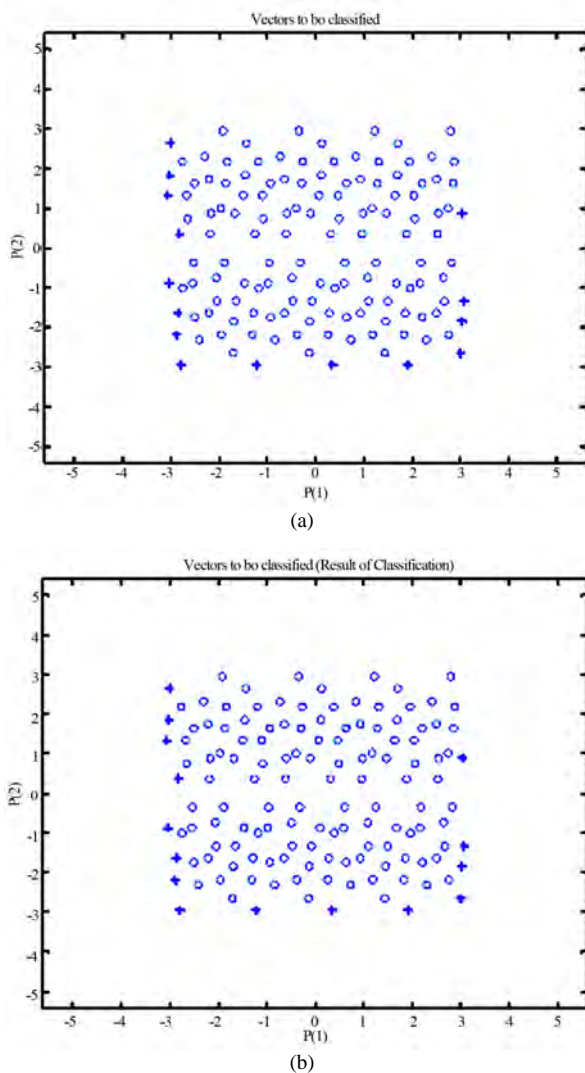 Vectors to bo classified
5
4
3
2
1
0
-1
-2
-3
-4
-5
P(2)
-5 -4 -3 -2 -1 0 1 2 3 4 5
P(1)
(a)
Vectors to bo classified (Result of Classification)
5
4
3
2
1
0
-1
-2
-3
-4
-5
P(2)
-5 -4 -3 -2 -1 0 1 2 3 4 5
P(1)
(b)